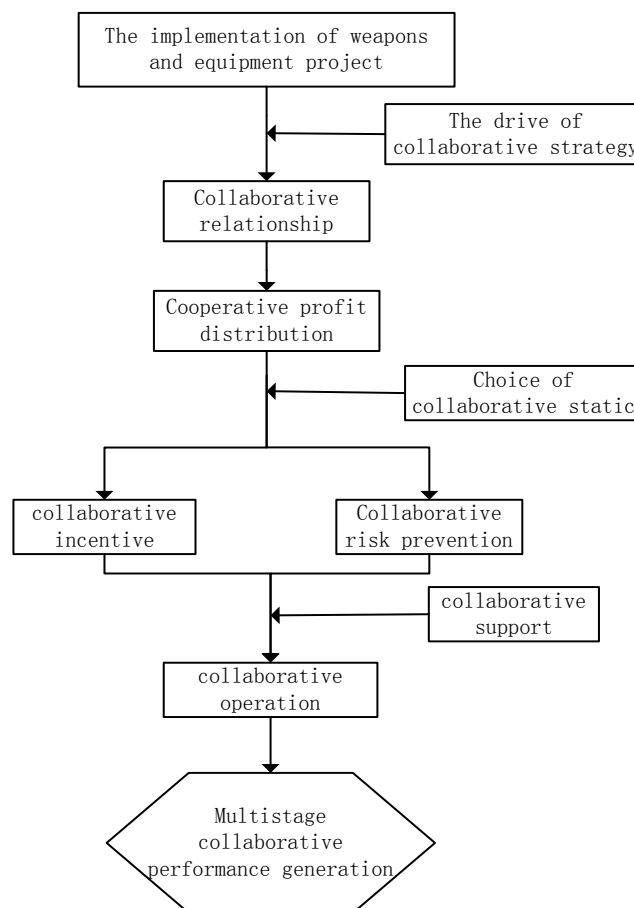 The implementation of weapons
and equipment project
The drive of
collaborative strategy
Collaborative
relationship
Cooperative profit
distribution
Choice of
collaborative static
collaborative
incentive
Collaborative
risk prevention
collaborative
support
collaborative
operation
Multistage
collaborative
performance generation